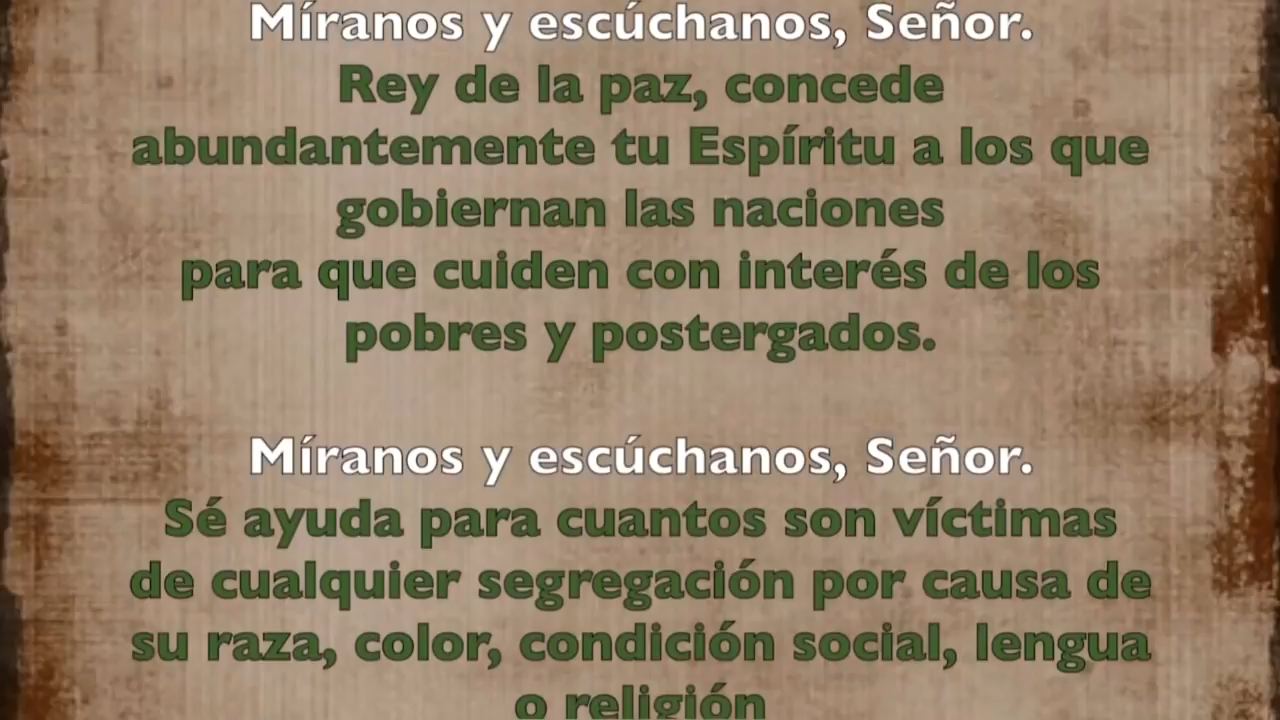 Míranos y escúchanos, Señor.
Rey de la paz, concede
abundantemente tu Espíritu a los que
gobiernan las naciones
para que cuiden con interés de los
pobres y postergados.
Míranos y escúchanos, Señor.
Sé ayuda para cuantos son víctimas
de cualquier segregación por causa de
su raza, color, condición social, lengua
o religión